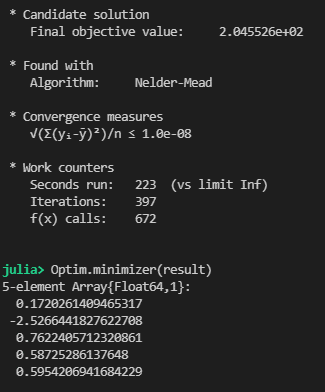 * Candidate solution
Final objective value: 2.045526e+02
* Found with
Algorithm: Nelder-Mead
* Convergence measures
√(Σ(yᵢ-ȳ)²)/n ≤ 1.0e-08
* Work counters
Seconds run: 223 (vs limit Inf)
Iterations: 397
f(x) calls: 672
julia> Optim.minimizer(result)
5-element Array{Float64,1}:
0.1720261409465317
-2.5266441827622708
0.7622405712320861
0.58725286137648
0.5954206941684229